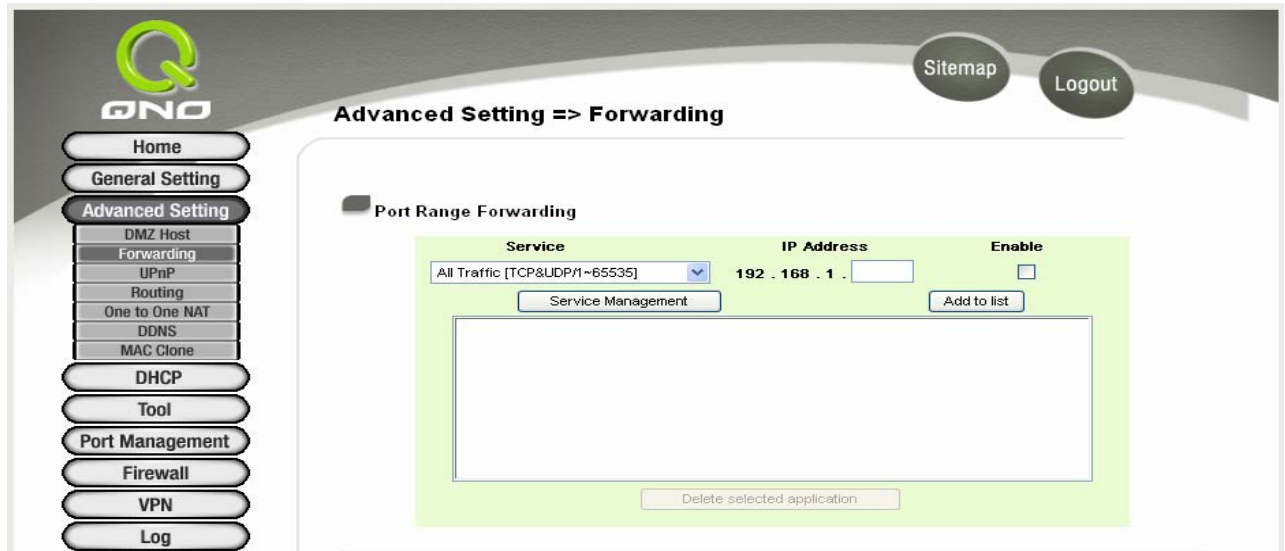 Sitemap
Logout
QNO
Advanced Setting => Forwarding
Home
General Setting
Advanced Setting
DMZ Host
Forwarding
UPnP
Routing
One to One NAT
DDNS
MAC Clone
DHCP
Tool
Port Management
Firewall
VPN
Log
Port Range Forwarding
Service IP Address Enable
All Traffic [TCP&UDP/1~65535] 192 . 168 . 1 .
Service Management Add to list
Delete selected application